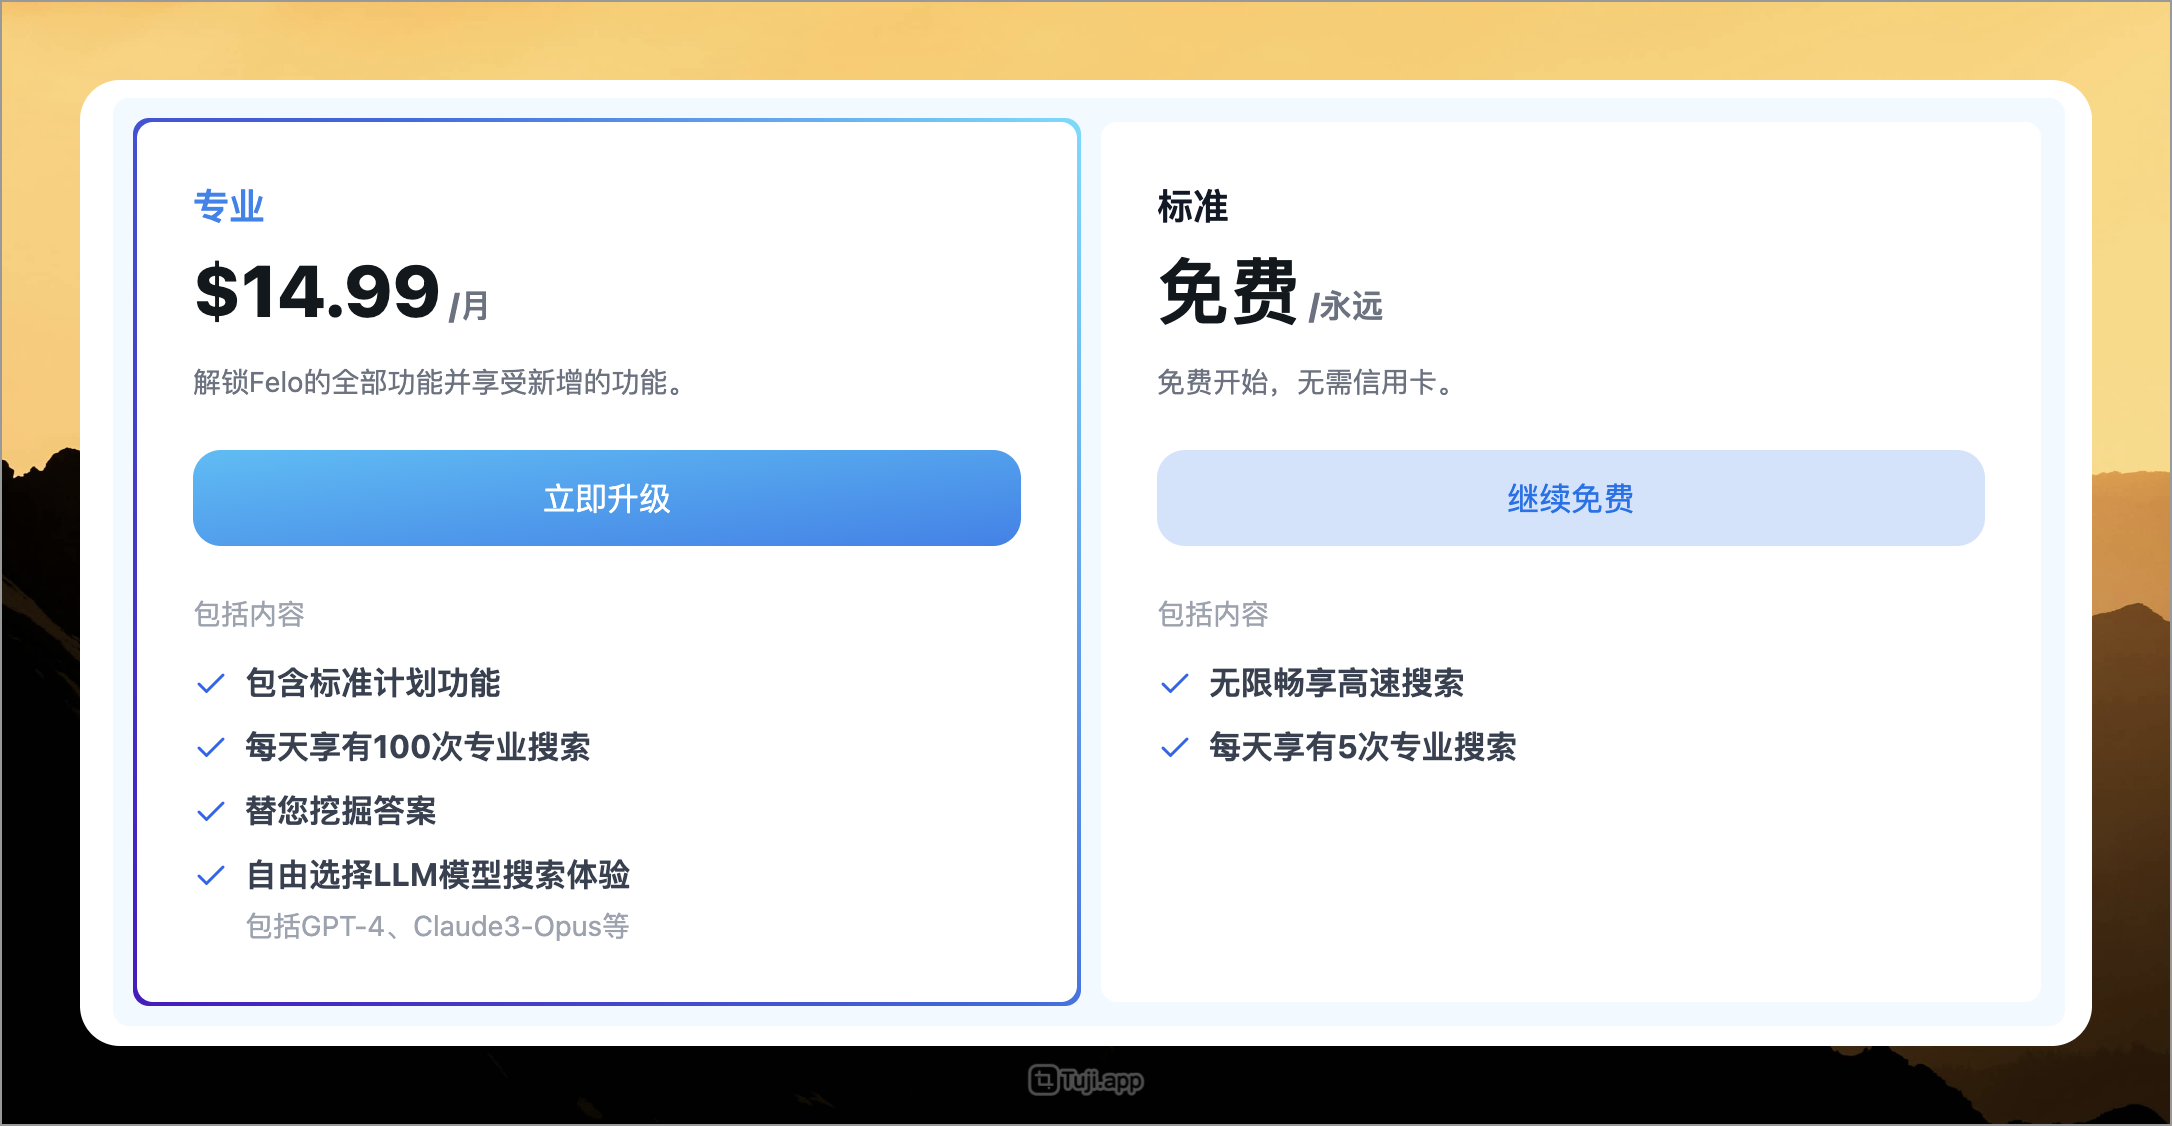 专业
$14.99 /月
解锁Felo的全部功能并享受新增的功能。
立即升级
包括内容
包含标准计划功能
每天享有100次专业搜索
替您挖掘答案
自由选择LLM模型搜索体验
包括GPT-4、Claude3-Opus等
标准
免费 /永远
免费开始，无需信用卡。
继续免费
包括内容
无限畅享高速搜索
每天享有5次专业搜索
Tuji.app